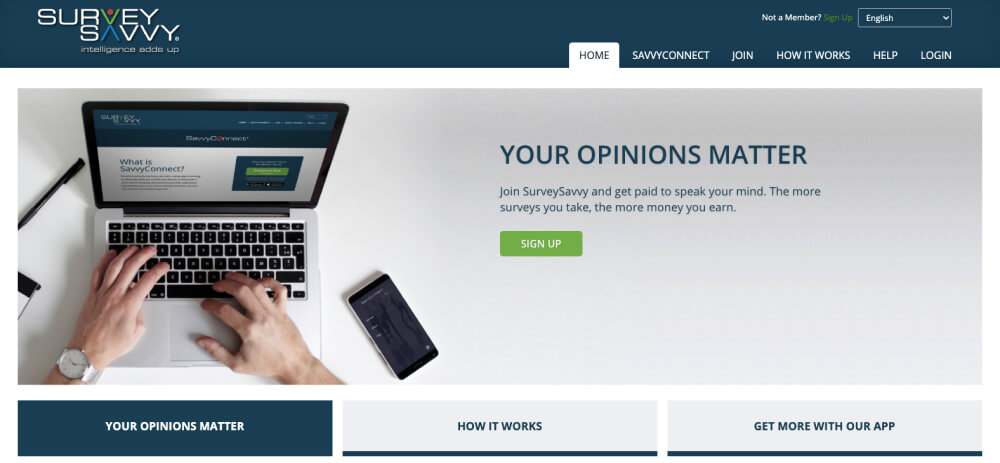 SURVEY
SAVVY®
intelligence adds up
Not a Member? Sign Up
English
HOME
SAVVYCONNECT
JOIN
HOW IT WORKS
HELP
LOGIN
SURVEY
SAVVY
SavvyConnect
What is
SavvyConnect?
YOUR OPINIONS MATTER
Join SurveySavvy and get paid to speak your mind. The more
surveys you take, the more money you earn.
SIGN UP
YOUR OPINIONS MATTER
HOW IT WORKS
GET MORE WITH OUR APP